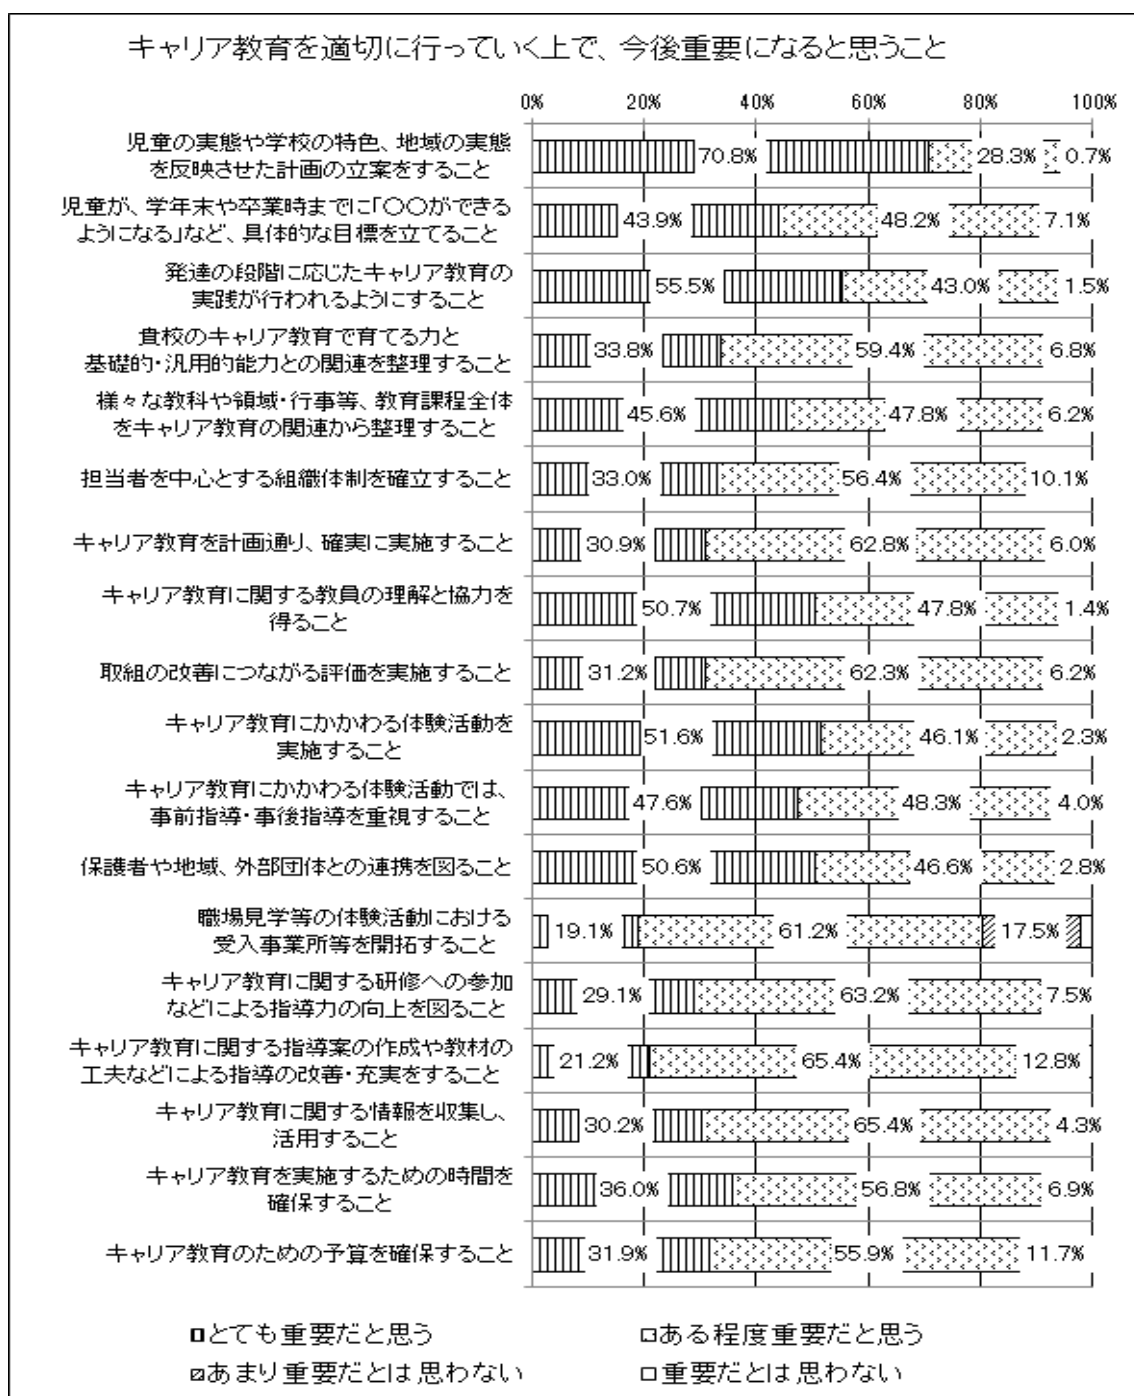 キャリア教育を適切に行っていく上で、今後重要になると思うこと
0% 20% 40% 60% 80% 100%
児童の実態や学校の特色、地域の実態
を反映させた計画の立案をすること
70.8% 28.3% 0.7%
児童が、学年末や卒業時までに「〇〇ができる
ようになる」など、具体的な目標を立てること
43.9% 48.2% 7.1%
発達の段階に応じたキャリア教育の
実践が行われるようにすること
55.5% 43.0% 1.5%
貴校のキャリア教育で育てる力と
基礎的・汎用的能力との関連を整理すること
33.8% 59.4% 6.8%
様々な教科や領域・行事等、教育課程全体
をキャリア教育の関連から整理すること
45.6% 47.8% 6.2%
担当者を中心とする組織体制を確立すること
33.0% 56.4% 10.1%
キャリア教育を計画通り、確実に実施すること
30.9% 62.8% 6.0%
キャリア教育に関する教員の理解と協力を
得ること
50.7% 47.8% 1.4%
取組の改善につながる評価を実施すること
31.2% 62.3% 6.2%
キャリア教育にかかわる体験活動を
実施すること
51.6% 46.1% 2.3%
キャリア教育にかかわる体験活動では、
事前指導・事後指導を重視すること
47.6% 48.3% 4.0%
保護者や地域、外部団体との連携を図ること
50.6% 46.6% 2.8%
職場見学等の体験活動における
受入事業所等を開拓すること
19.1% 61.2% 17.5%
キャリア教育に関する研修への参加
などによる指導力の向上を図ること
29.1% 63.2% 7.5%
キャリア教育に関する指導案の作成や教材の
工夫などによる指導の改善・充実をすること
21.2% 65.4% 12.8%
キャリア教育に関する情報を収集し、
活用すること
30.2% 65.4% 4.3%
キャリア教育を実施するための時間を
確保すること
36.0% 56.8% 6.9%
キャリア教育のための予算を確保すること
31.9% 55.9% 11.7%
とても重要だと思う ある程度重要だと思う
あまり重要だとは思わない 重要だとは思わない